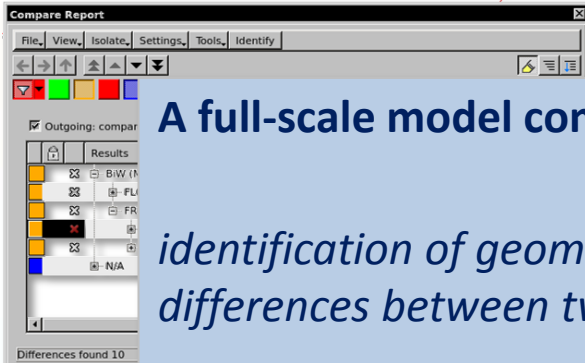 Compare Report
File View Isolate Settings Tools Identify
Outgoing: compar
Results
BiW (M
FL
FR
N/A
Differences found 10
A full-scale model co
identification of geom
differences between tw